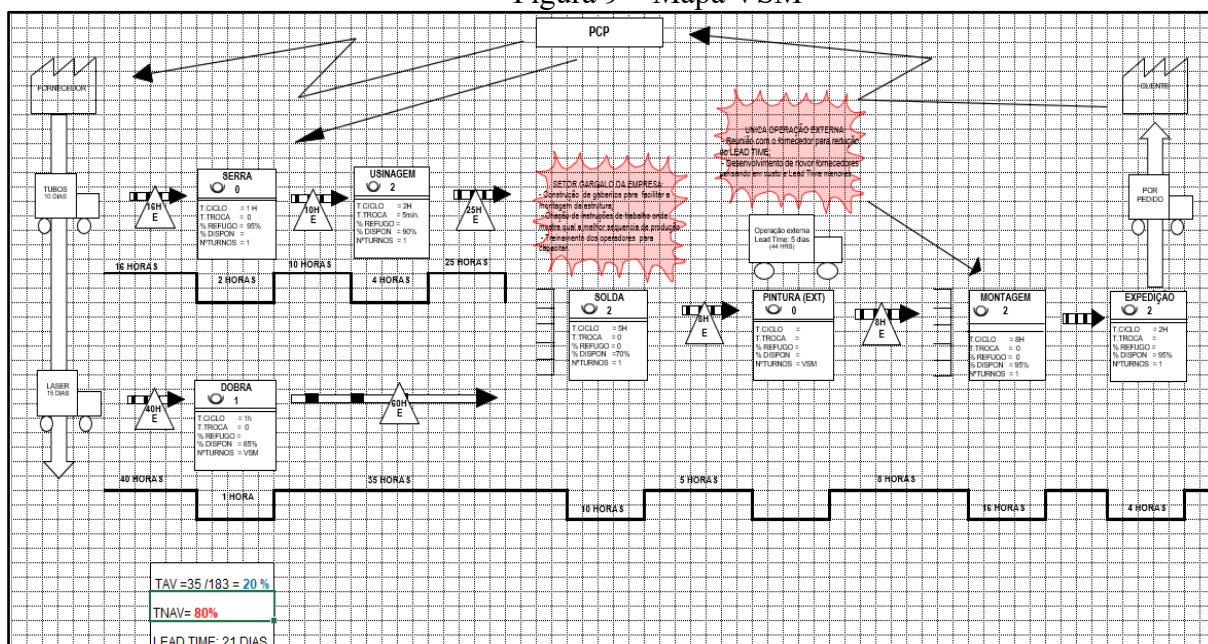 Figura 9 – Mapa VSM
PCP
FORNECEDOR
CLIENTE
UNICA OPERAÇÃO EXTERNA
- Reunião com o fornecedor para redução
do LEAD TIME;
- Desenvolvimento de novor fornecedores
pensando em custo e Lead Time menores
TUBOS
10 DIAS
16H
E
SERRA
0
T.CICLO = 1 H
T.TROCA = 0
% REFUGO = 95%
% DISPON =
NºTURNOS = 1
10H
E
USINAGEM
2
T.CICLO = 2H
T.TROCA = 5min.
% REFUGO =
% DISPON = 90%
NºTURNOS = 1
25H
E
SETOR GARGALO DA EMPRESA:
- Construção de gabaritos para facilitar a
montagem da estrutura;
- Criação de instruções de trabalho onde
mostra qual a melhor sequencia de produção
- Treinamento dos operadores para
capacitar.
Operação externa
Lead Time: 5 dias
(44 HRS)
POR
PEDIDO
16 HORAS
2 HORAS
10 HORAS
4 HORAS
25 HORAS
SOLDA
2
T.CICLO = 5H
T.TROCA = 0
% REFUGO = 0
% DISPON =70%
NºTURNOS = 1
8H
E
PINTURA (EXT)
0
T.CICLO =
T.TROCA =
% REFUGO =
% DISPON =
NºTURNOS = VSM
8H
E
MONTAGEM
2
T.CICLO = 8H
T.TROCA = 0
% REFUGO = 0
% DISPON = 95%
NºTURNOS = 1
EXPEDIÇÃO
2
T.CICLO = 2H
T.TROCA =
% REFUGO =
% DISPON = 95%
NºTURNOS = 1
LASER
15 DIAS
40H
E
DOBRA
1
T.CICLO = 1h
T.TROCA = 0
% REFUGO =
% DISPON = 85%
NºTURNOS = VSM
60H
E
40 HORAS
1 HORA
35 HORAS
10 HORAS
5 HORAS
8 HORAS
16 HORAS
4 HORAS
TAV =35 /183 = 20 %
TNAV= 80%
LEAD TIME: 21 DIAS